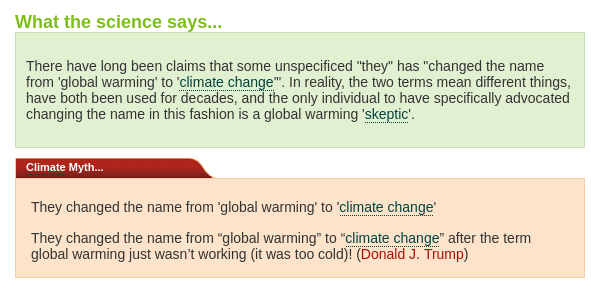 What the science says...
There have long been claims that some unspecificed "they" has "changed the name
from 'global warming' to 'climate change'". In reality, the two terms mean different things,
have both been used for decades, and the only individual to have specifically advocated
changing the name in this fashion is a global warming 'skeptic'.
Climate Myth...
They changed the name from 'global warming' to 'climate change'
They changed the name from “global warming” to “climate change” after the term
global warming just wasn’t working (it was too cold)! (Donald J. Trump)